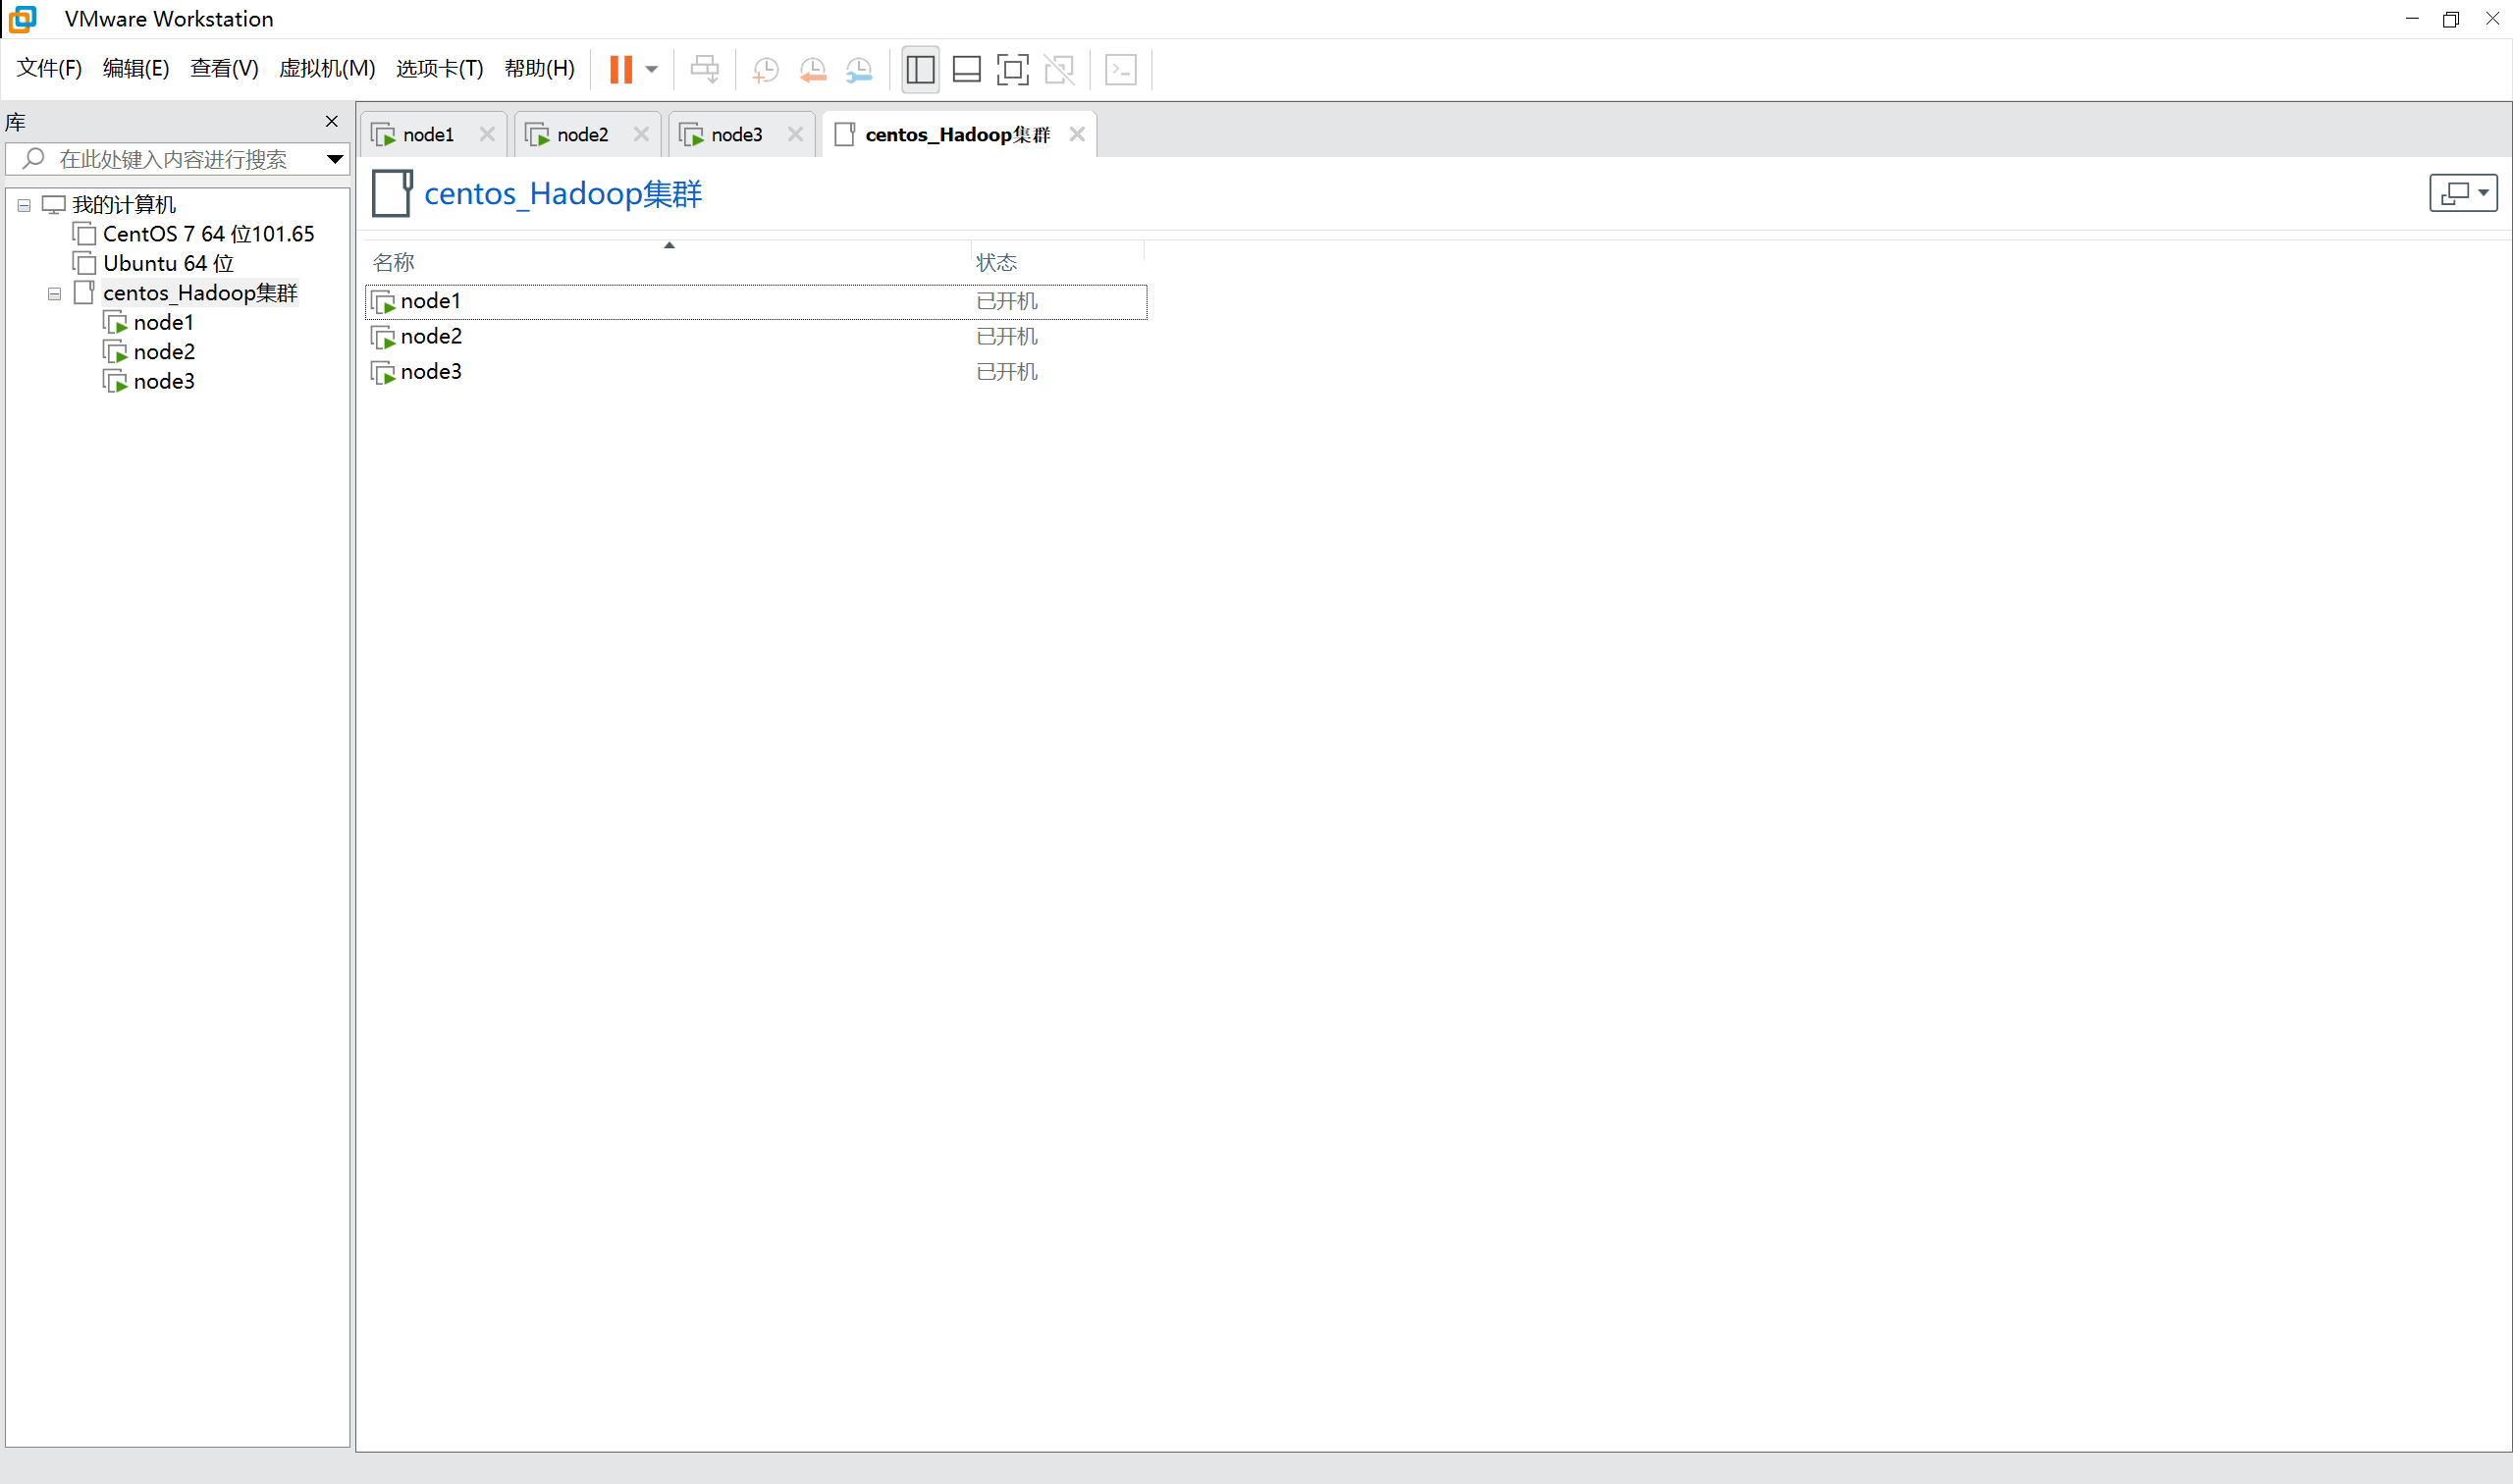 VMware Workstation
文件(F) 编辑(E) 查看(V) 虚拟机(M) 选项卡(T) 帮助(H)
库
在此处键入内容进行搜索
我的计算机
CentOS 7 64 位101.65
Ubuntu 64 位
centos_Hadoop集群
node1
node2
node3
node1 node2 node3 centos_Hadoop集群
centos_Hadoop集群
名称 状态
node1 已开机
node2 已开机
node3 已开机